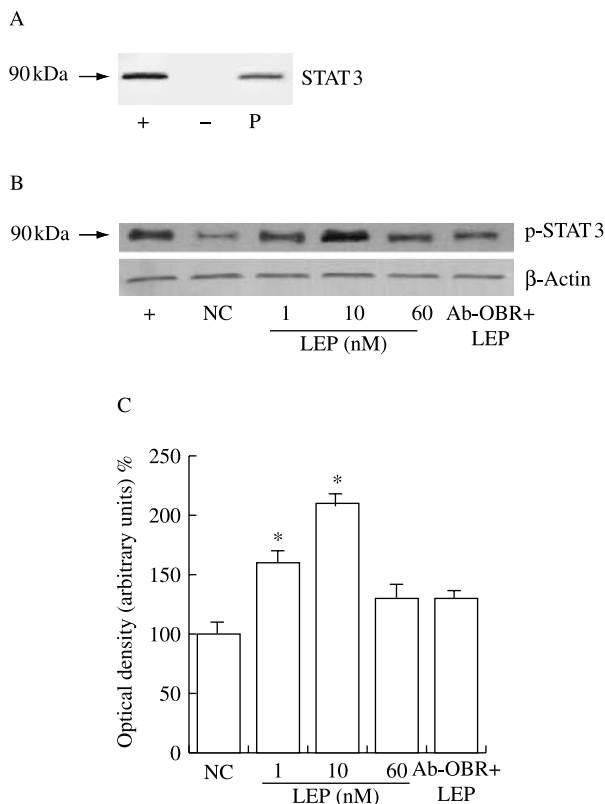 A
90 kDa
STAT 3
+ – P
B
90 kDa
p-STAT 3
β-Actin
+ NC 1 10 60 Ab-OBR+
LEP (nM) LEP
C
Optical density (arbitrary units) %
250
200
150
100
50
0
* *
NC 1 10 60 Ab-OBR+
LEP (nM) LEP